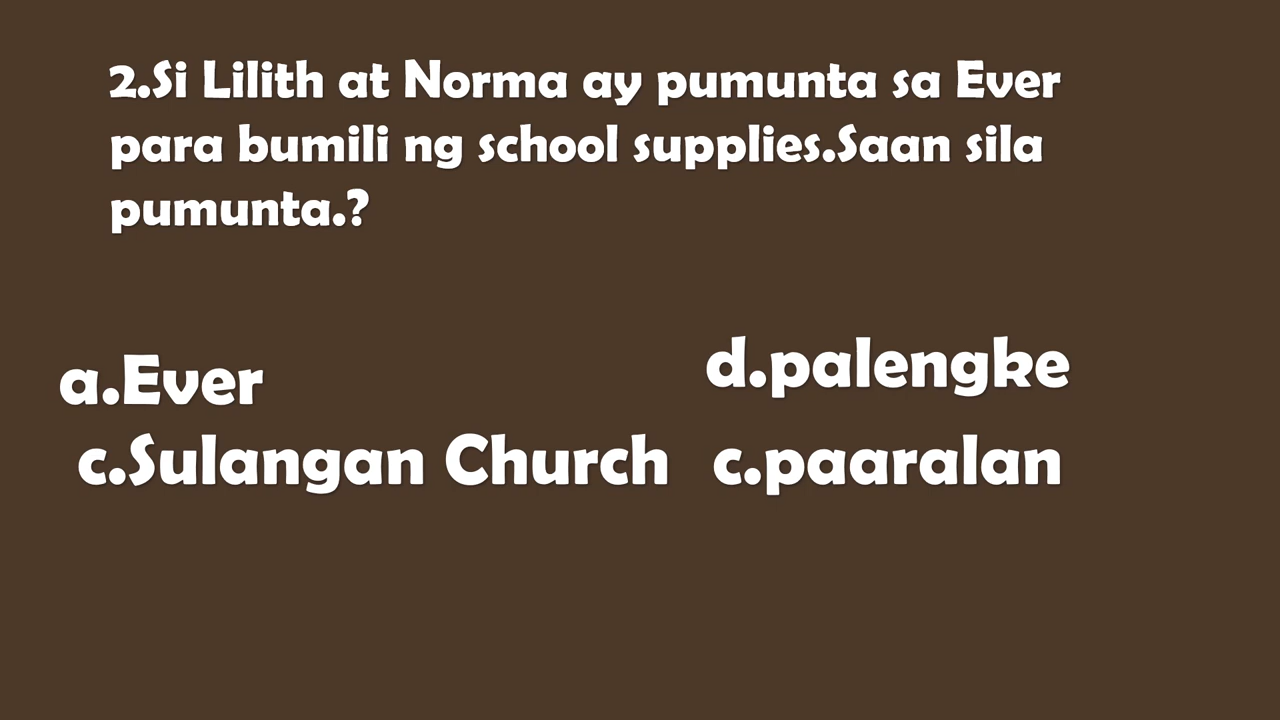 2.Si Lilith at Norma ay pumunta sa Ever
para bumili ng school supplies.Saan sila
pumunta.?
a.Ever
d.palengke
c.Sulangan Church
c.paaralan